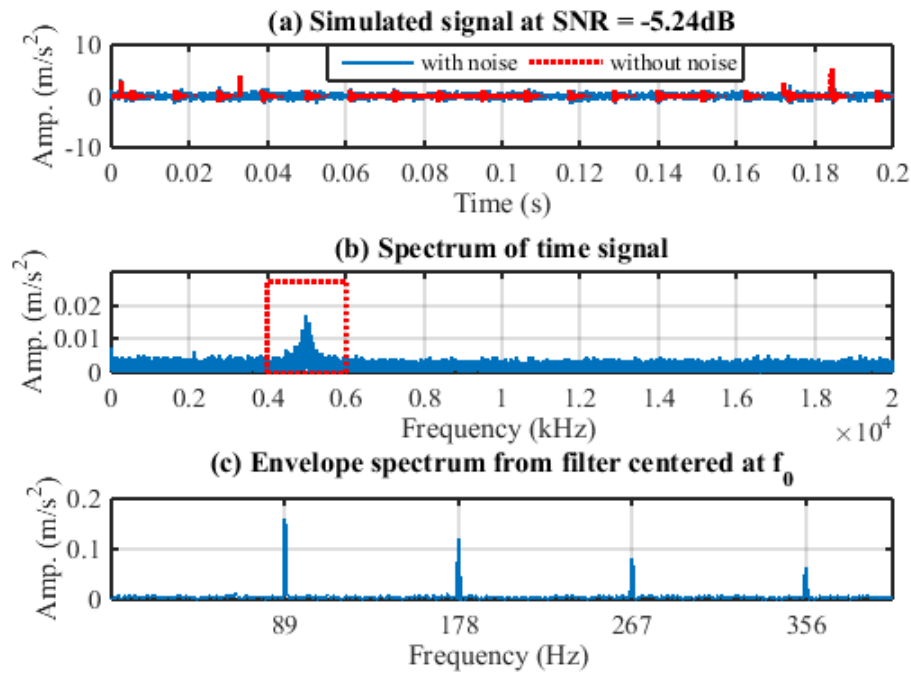 (a) Simulated signal at SNR = -5.24dB
with noise
without noise
Amp. (m/s²)
10
0
-10
0 0.02 0.04 0.06 0.08 0.1 0.12 0.14 0.16 0.18 0.2
Time (s)
(b) Spectrum of time signal
Amp. (m/s²)
0.02
0.01
0
0 0.2 0.4 0.6 0.8 1 1.2 1.4 1.6 1.8 2
Frequency (kHz)
×10⁴
(c) Envelope spectrum from filter centered at f₀
Amp. (m/s²)
0.2
0.1
0
89 178 267 356
Frequency (Hz)